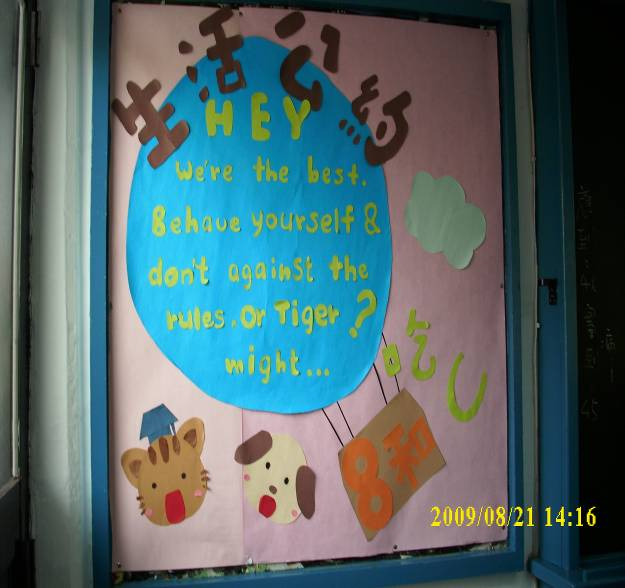 生活公約
HEY
We're the best.
Behave yourself &
don't against the
rules. Or Tiger ?
might...
吃
8和
2009/08/21 14:16